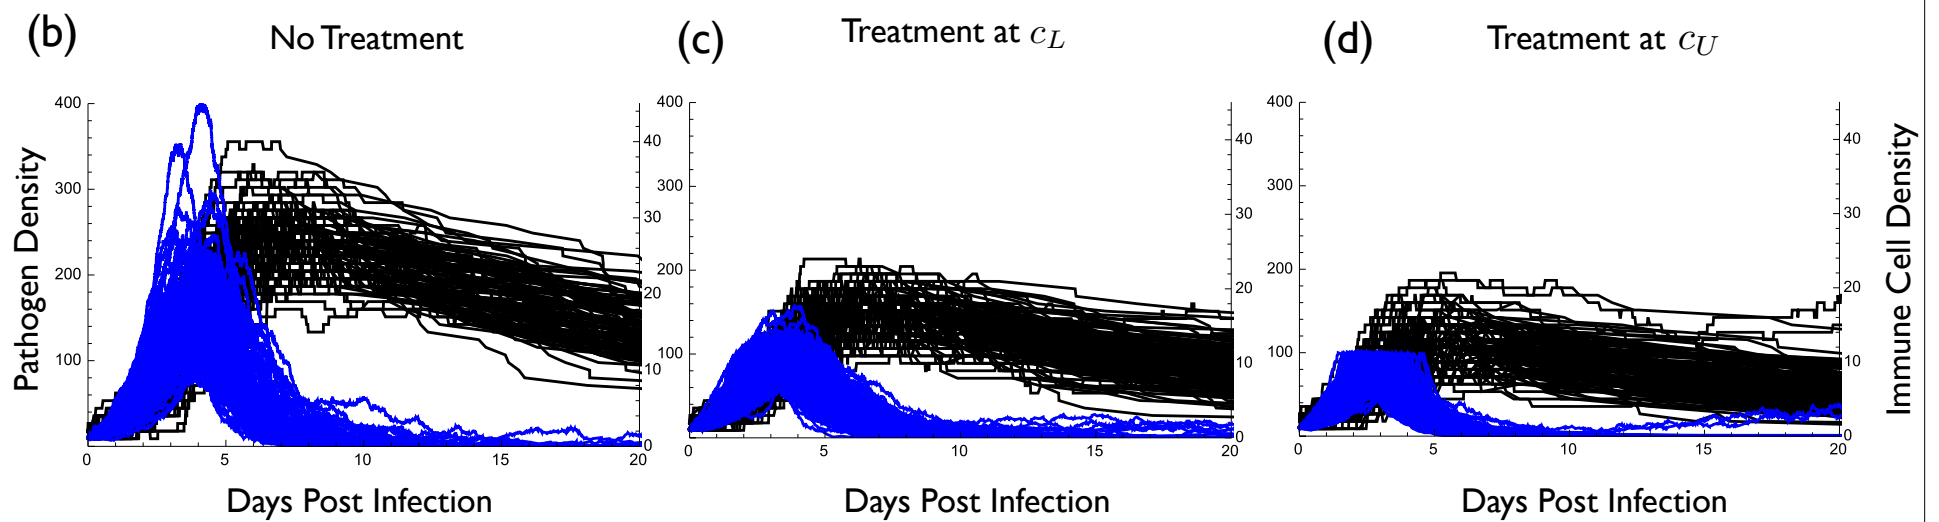 (b) No Treatment
(c) Treatment at c_L
(d) Treatment at c_U
Pathogen Density
400
300
200
100
0 5 10 15 20
40
30
20
10
0
Days Post Infection
400
300
200
100
0 5 10 15 20
40
30
20
10
0
Days Post Infection
400
300
200
100
0 5 10 15 20
40
30
20
10
0
Days Post Infection
Immune Cell Density